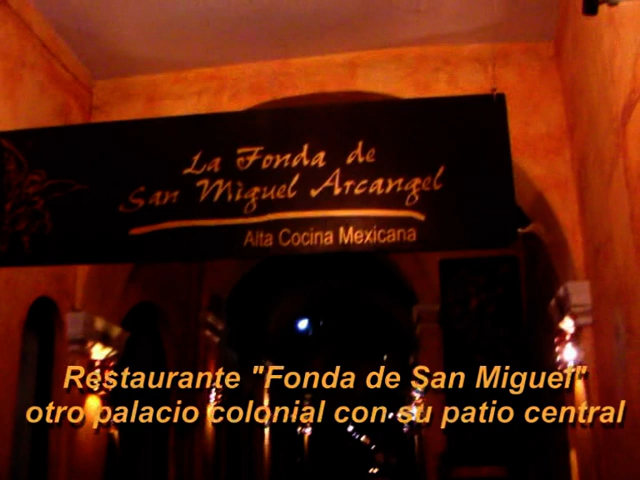 La Fonda de
San Miguel Arcangel
Alta Cocina Mexicana
Restaurante "Fonda de San Miguel"
otro palacio colonial con su patio central